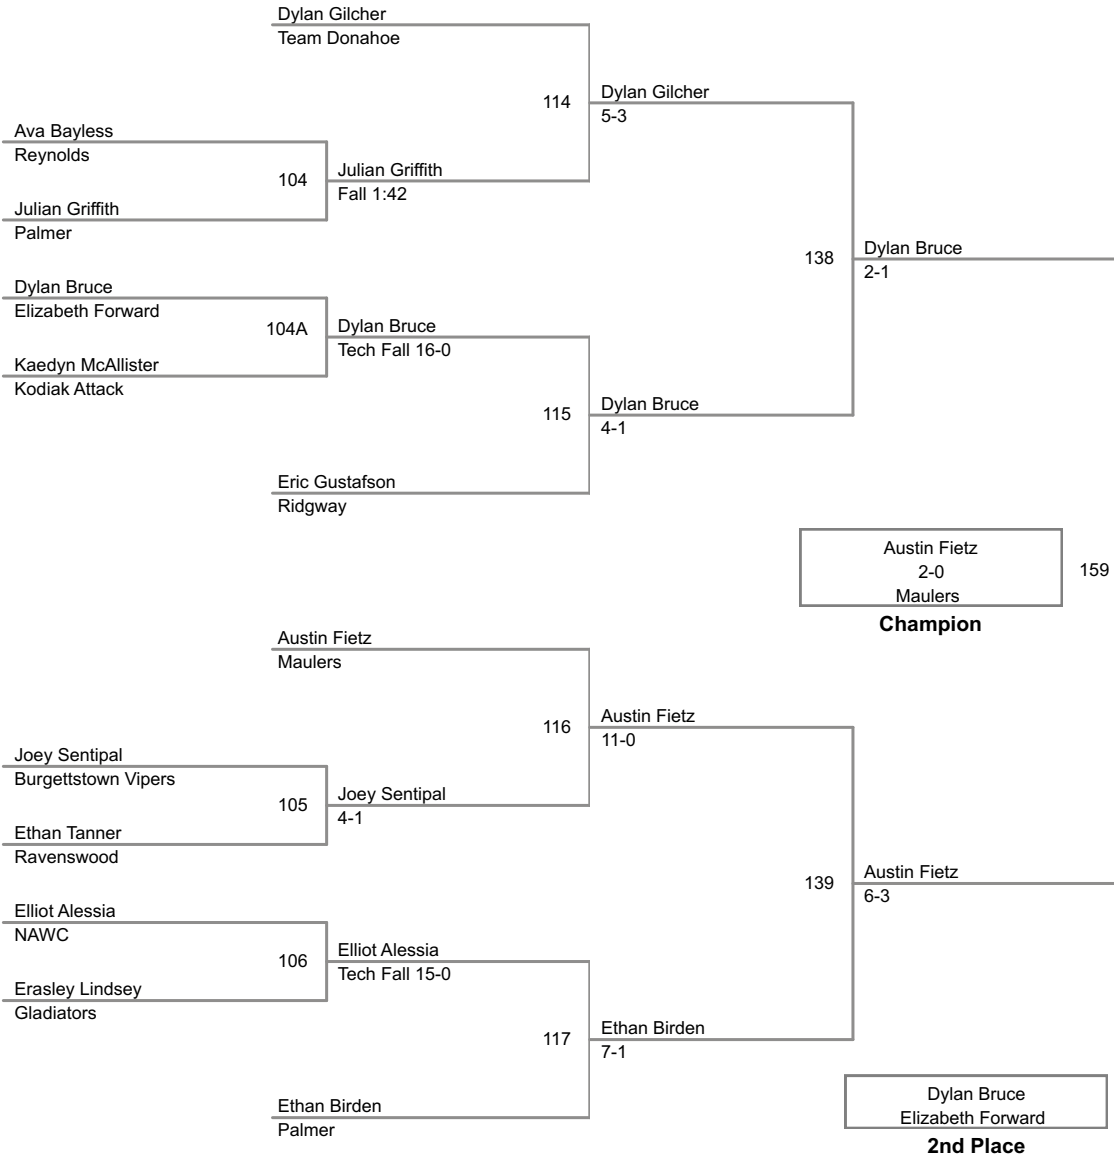 Dylan Gilcher
Team Donahoe
114
Dylan Gilcher
5-3
Ava Bayless
Reynolds
104
Julian Griffith
Fall 1:42
Julian Griffith
Palmer
138
Dylan Bruce
2-1
Dylan Bruce
Elizabeth Forward
104A
Dylan Bruce
Tech Fall 16-0
Kaedyn McAllister
Kodiak Attack
115
Dylan Bruce
4-1
Eric Gustafson
Ridgway
Austin Fietz
2-0
Maulers
159
Champion
Austin Fietz
Maulers
116
Austin Fietz
11-0
Joey Sentipal
Burgettstown Vipers
105
Joey Sentipal
4-1
Ethan Tanner
Ravenswood
139
Austin Fietz
6-3
Elliot Alessia
NAWC
106
Elliot Alessia
Tech Fall 15-0
Erasley Lindsey
Gladiators
117
Ethan Birden
7-1
Ethan Birden
Palmer
Dylan Bruce
Elizabeth Forward
2nd Place